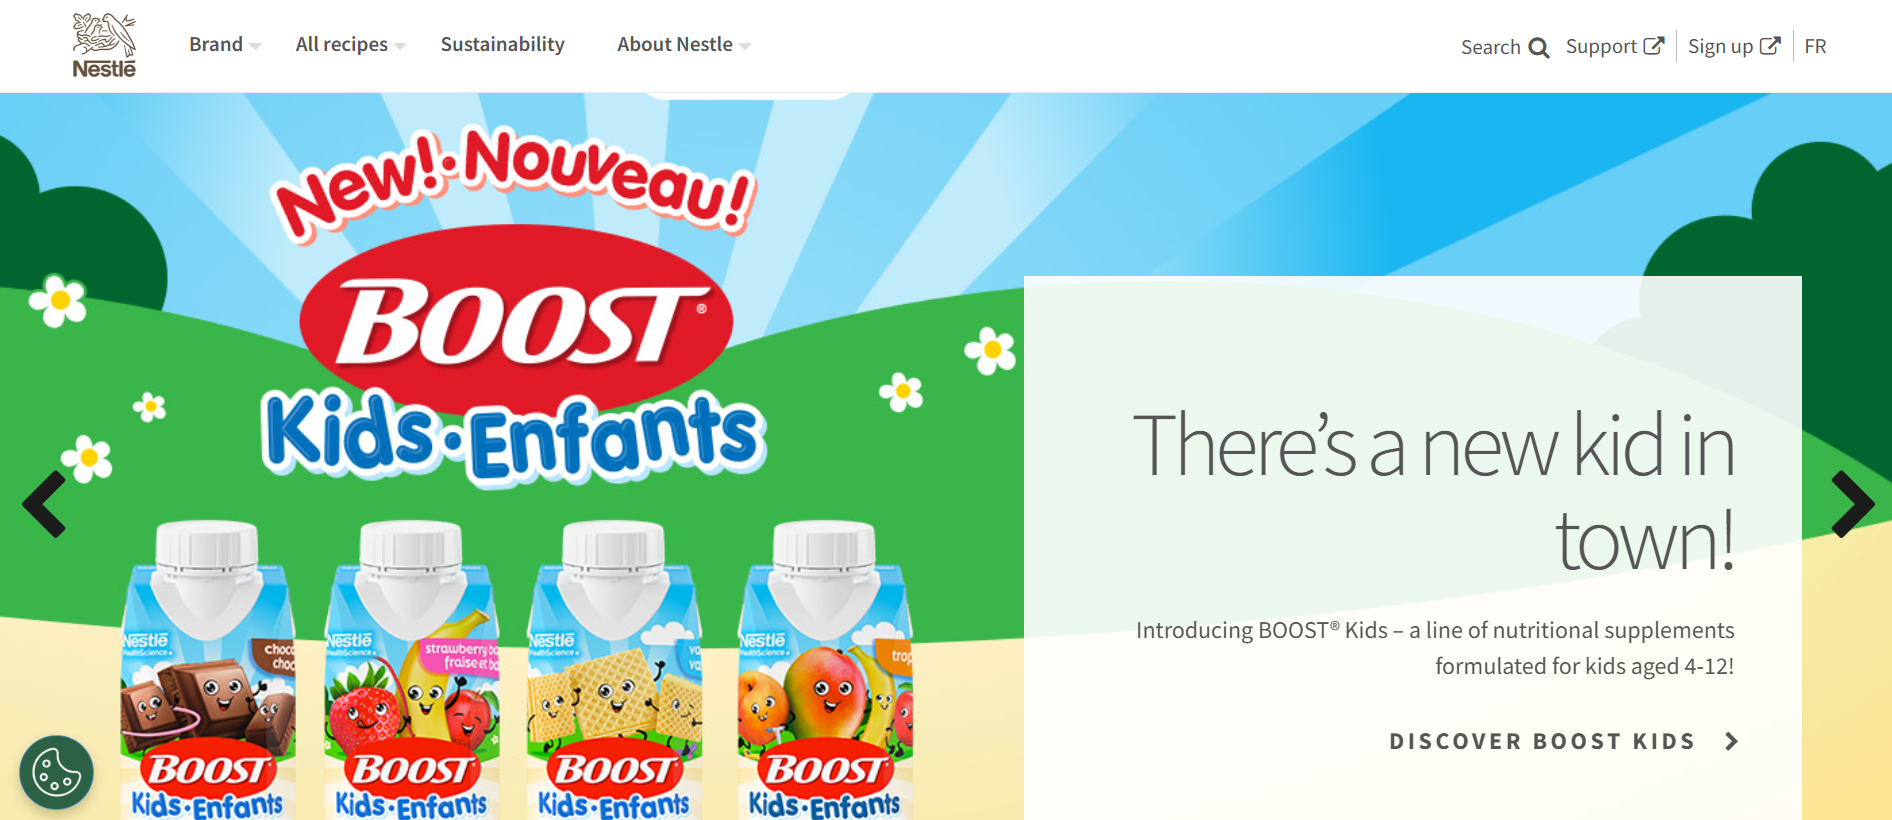 Nestlé
Brand
All recipes
Sustainability
About Nestle
Search
Support
Sign up
FR
New!·Nouveau!
BOOST®
Kids·Enfants
There's a new kid in
town!
Introducing BOOST® Kids – a line of nutritional supplements
formulated for kids aged 4-12!
DISCOVER BOOST KIDS
Nestlé
HealthScience
choc
choc
BOOST
Kids·Enfants
Nestlé
HealthScience
strawberry ba
fraise et ba
BOOST
Kids·Enfants
Nestlé
HealthScience
va
va
BOOST
Kids·Enfants
Nestlé
HealthScience
trop
BOOST
Kids·Enfants